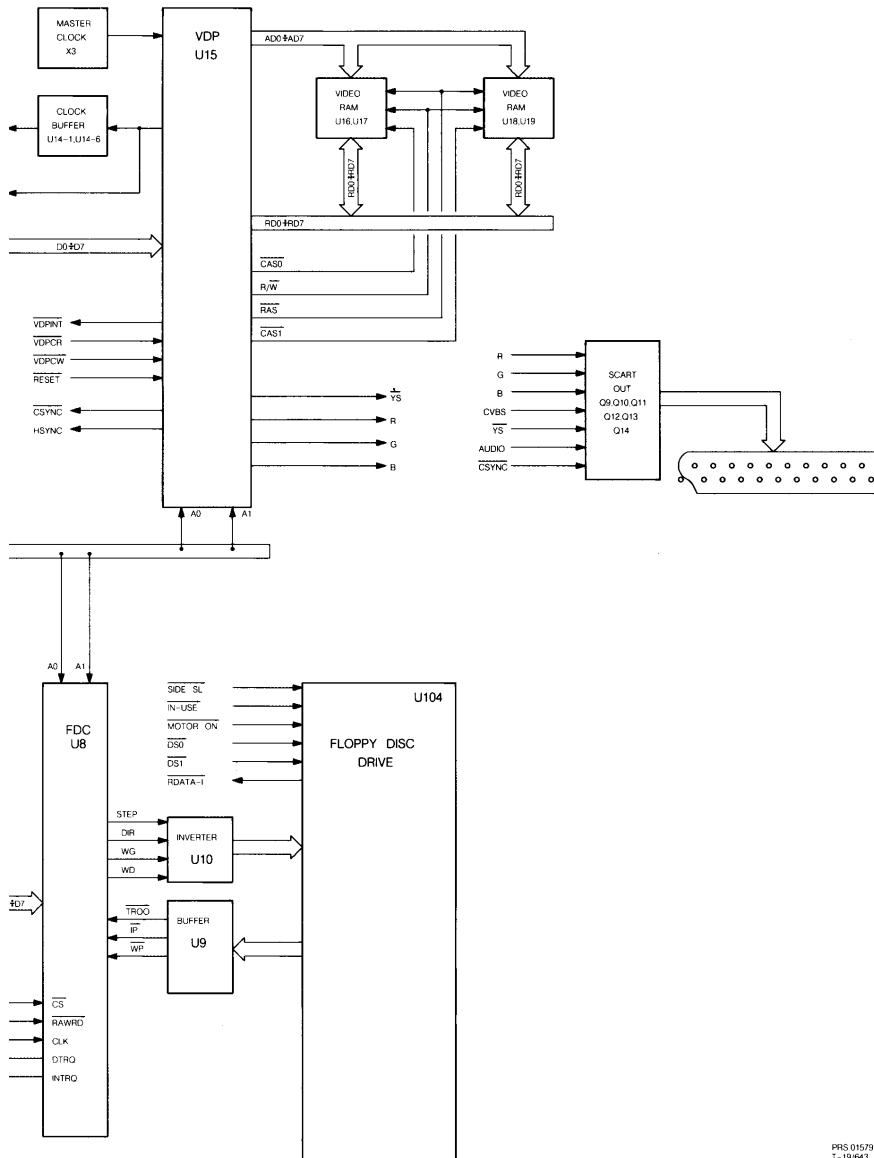 MASTER
CLOCK
X3
VDP
U15
AD0÷AD7
VIDEO
RAM
U16,U17
VIDEO
RAM
U18,U19
CLOCK
BUFFER
U14-1,U14-6
RD0÷RD7
RD0÷RD7
RD0÷RD7
D0÷D7
CAS0
R/W
RAS
CAS1
VDPINT
VDPCR
VDPCW
RESET
CSYNC
HSYNC
YS
R
G
B
R
G
B
CVBS
YS
AUDIO
CSYNC
SCART
OUT
Q9,Q10,Q11
Q12,Q13
Q14
A0
A1
A0
A1
FDC
U8
SIDE SL
IN-USE
MOTOR ON
DS0
DS1
RDATA-I
U104
FLOPPY DISC
DRIVE
STEP
DIR
WG
WD
INVERTER
U10
÷D7
TROO
IP
WP
BUFFER
U9
CS
RAWRD
CLK
DTRQ
INTRQ
PRS 01579
T-19/643